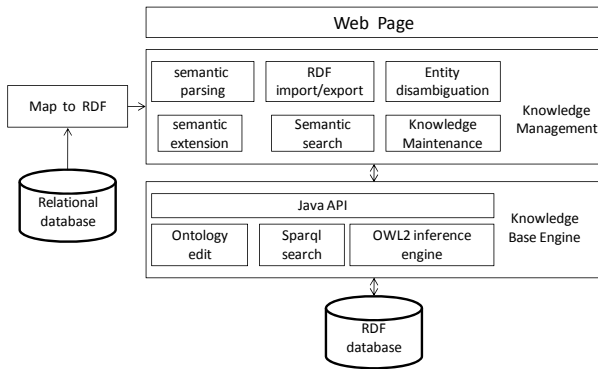 Web Page
semantic
parsing
RDF
import/export
Entity
disambiguation
semantic
extension
Semantic
search
Knowledge
Maintenance
Knowledge
Management
Map to RDF
Relational
database
Java API
Ontology
edit
Sparql
search
OWL2 inference
engine
Knowledge
Base Engine
RDF
database